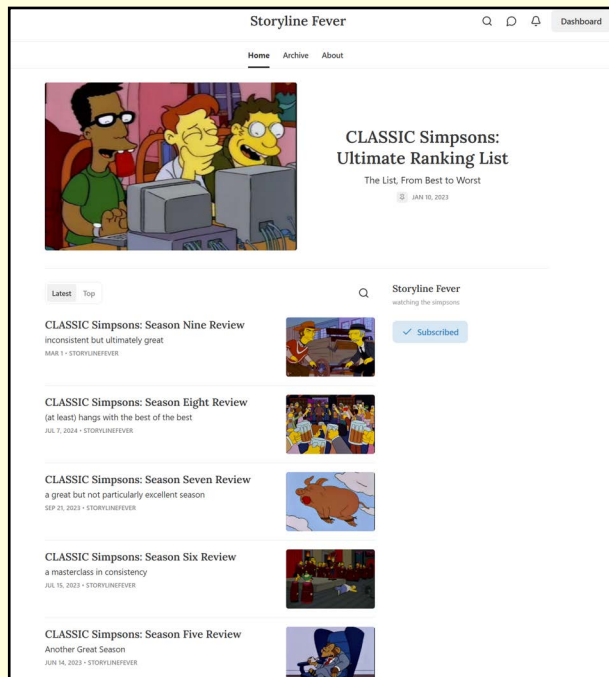 Storyline Fever
Dashboard
Home Archive About
CLASSIC Simpsons:
Ultimate Ranking List
The List, From Best to Worst
JAN 10, 2023
Latest Top
Storyline Fever
watching the simpsons
Subscribed
CLASSIC Simpsons: Season Nine Review
inconsistent but ultimately great
MAR 1 • STORYLINEFEVER
CLASSIC Simpsons: Season Eight Review
(at least) hangs with the best of the best
JUL 7, 2024 • STORYLINEFEVER
CLASSIC Simpsons: Season Seven Review
a great but not particularly excellent season
SEP 21, 2023 • STORYLINEFEVER
CLASSIC Simpsons: Season Six Review
a masterclass in consistency
JUL 15, 2023 • STORYLINEFEVER
CLASSIC Simpsons: Season Five Review
Another Great Season
JUN 14, 2023 • STORYLINEFEVER